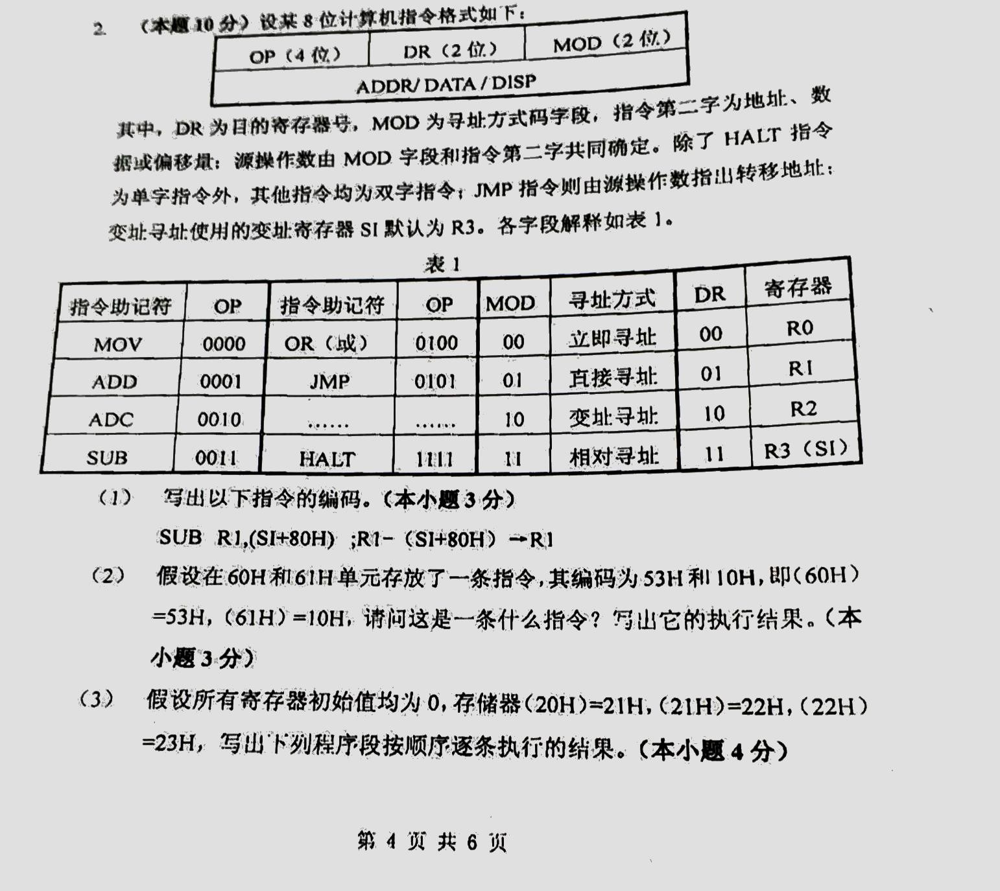 2. （本题 10 分）设某 8 位计算机指令格式如下：
OP（4 位） DR（2 位） MOD（2 位）
ADDR/ DATA / DISP
其中，DR 为目的寄存器号，MOD 为寻址方式码字段，指令第二字为地址、数
据或偏移量；源操作数由 MOD 字段和指令第二字共同确定。除了 HALT 指令
为单字指令外，其他指令均为双字指令；JMP 指令则由源操作数指出转移地址；
变址寻址使用的变址寄存器 SI 默认为 R3。各字段解释如表 1。
表 1
指令助记符 OP 指令助记符 OP MOD 寻址方式 DR 寄存器
MOV 0000 OR（或） 0100 00 立即寻址 00 R0
ADD 0001 JMP 0101 01 直接寻址 01 R1
ADC 0010 …… …… 10 变址寻址 10 R2
SUB 0011 HALT 1111 11 相对寻址 11 R3（SI）
（1） 写出以下指令的编码。（本小题 3 分）
SUB R1,(SI+80H) ;R1-（SI+80H）→R1
（2） 假设在 60H 和 61H 单元存放了一条指令,其编码为 53H 和 10H, 即（60H）
=53H,（61H）=10H, 请问这是一条什么指令？写出它的执行结果。（本
小题 3 分）
（3） 假设所有寄存器初始值均为 0, 存储器（20H）=21H,（21H）=22H,（22H）
=23H, 写出下列程序段按顺序逐条执行的结果。（本小题 4 分）
第 4 页 共 6 页